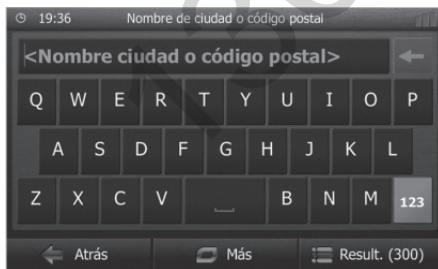 19:36 Nombre de ciudad o código postal
<Nombre ciudad o código postal>
Q W E R T Y U I O P
A S D F G H J K L
Z X C V B N M 123
Atrás Más Result. (300)